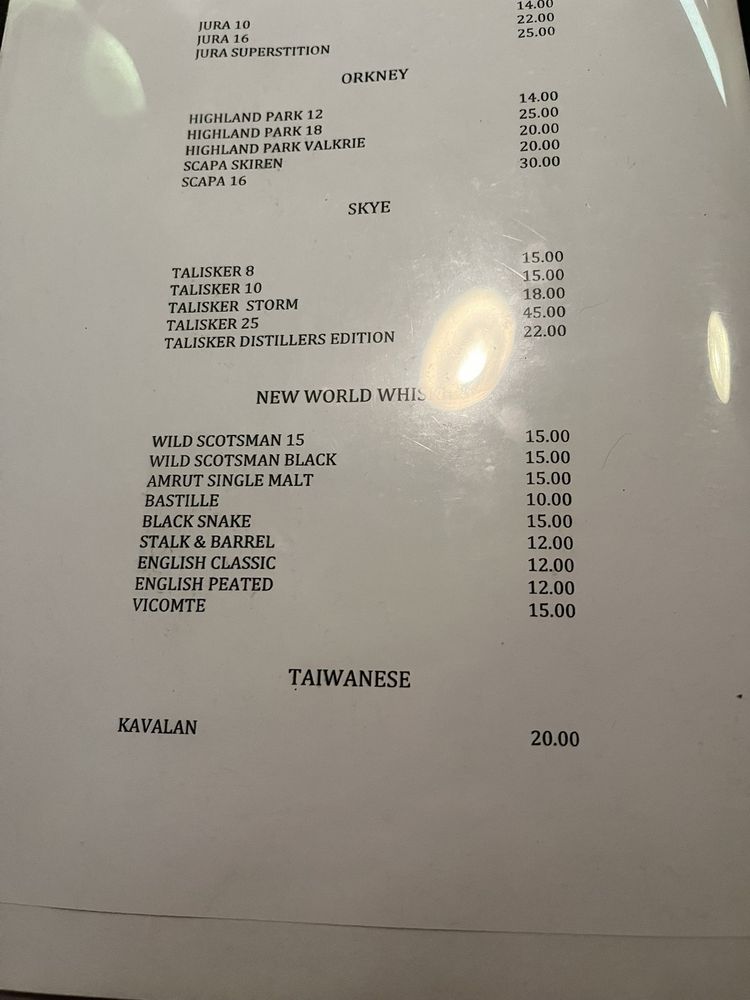 JURA 10 14.00
JURA 16 22.00
JURA SUPERSTITION 25.00
ORKNEY
HIGHLAND PARK 12 14.00
HIGHLAND PARK 18 25.00
HIGHLAND PARK VALKRIE 20.00
SCAPA SKIREN 20.00
SCAPA 16 30.00
SKYE
TALISKER 8 15.00
TALISKER 10 15.00
TALISKER STORM 18.00
TALISKER 25 45.00
TALISKER DISTILLERS EDITION 22.00
NEW WORLD WHIS
WILD SCOTSMAN 15 15.00
WILD SCOTSMAN BLACK 15.00
AMRUT SINGLE MALT 15.00
BASTILLE 10.00
BLACK SNAKE 15.00
STALK & BARREL 12.00
ENGLISH CLASSIC 12.00
ENGLISH PEATED 12.00
VICOMTE 15.00
TAIWANESE
KAVALAN 20.00